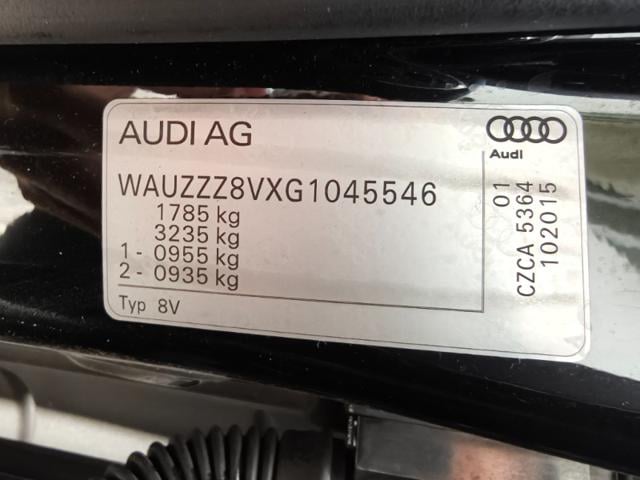 AUDI AG
Audi
WAUZZZ8VXG1045546
1785 kg
3235 kg
1 - 0955 kg
2 - 0935 kg
Typ 8V
01
CZCA 5364
102015